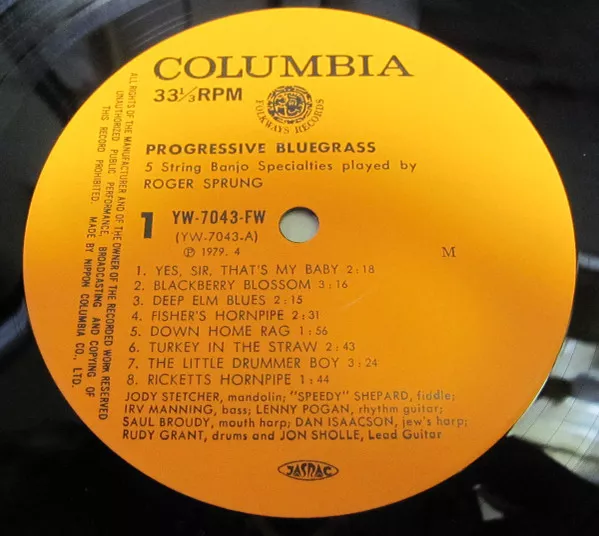 COLUMBIA
33⅓RPM
FOLKWAYS RECORDS
PROGRESSIVE BLUEGRASS
5 String Banjo Specialties played by
ROGER SPRUNG
1 YW-7043-FW
(YW-7043-A)
Ⓟ 1979. 4
M
1. YES, SIR, THAT'S MY BABY 2:18
2. BLACKBERRY BLOSSOM 3:16
3. DEEP ELM BLUES 2:15
4. FISHER'S HORNPIPE 2:31
5. DOWN HOME RAG 1:56
6. TURKEY IN THE STRAW 2:43
7. THE LITTLE DRUMMER BOY 3:24
8. RICKETTS HORNPIPE 1:44
JODY STETCHER, mandolin; "SPEEDY" SHEPARD, fiddle;
IRV MANNING, bass; LENNY POGAN, rhythm guitar;
SAUL BROUDY, mouth harp; DAN ISAACSON, jew's harp;
RUDY GRANT, drums and JON SHOLLE, Lead Guitar
JASRAC
ALL RIGHTS OF THE MANUFACTURER AND OF THE OWNER OF THE RECORDED WORK RESERVED
UNAUTHORIZED PUBLIC PERFORMANCE, BROADCASTING AND COPYING OF
THIS RECORD PROHIBITED. MADE BY NIPPON COLUMBIA CO., LTD.